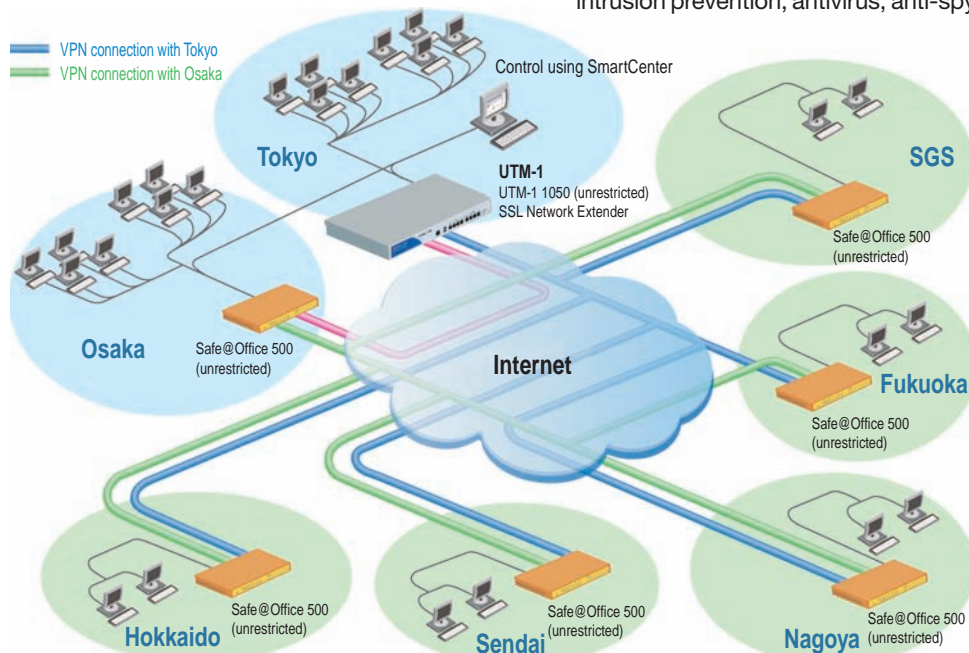 intrusion prevention, antivirus, anti-spy
VPN connection with Tokyo
VPN connection with Osaka
Control using SmartCenter
Tokyo
UTM-1
UTM-1 1050 (unrestricted)
SSL Network Extender
SGS
Safe@Office 500
(unrestricted)
Osaka
Safe@Office 500
(unrestricted)
Internet
Fukuoka
Safe@Office 500
(unrestricted)
Hokkaido
Safe@Office 500
(unrestricted)
Sendai
Safe@Office 500
(unrestricted)
Nagoya
Safe@Office 500
(unrestricted)